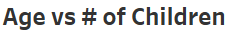 Age vs # of Children